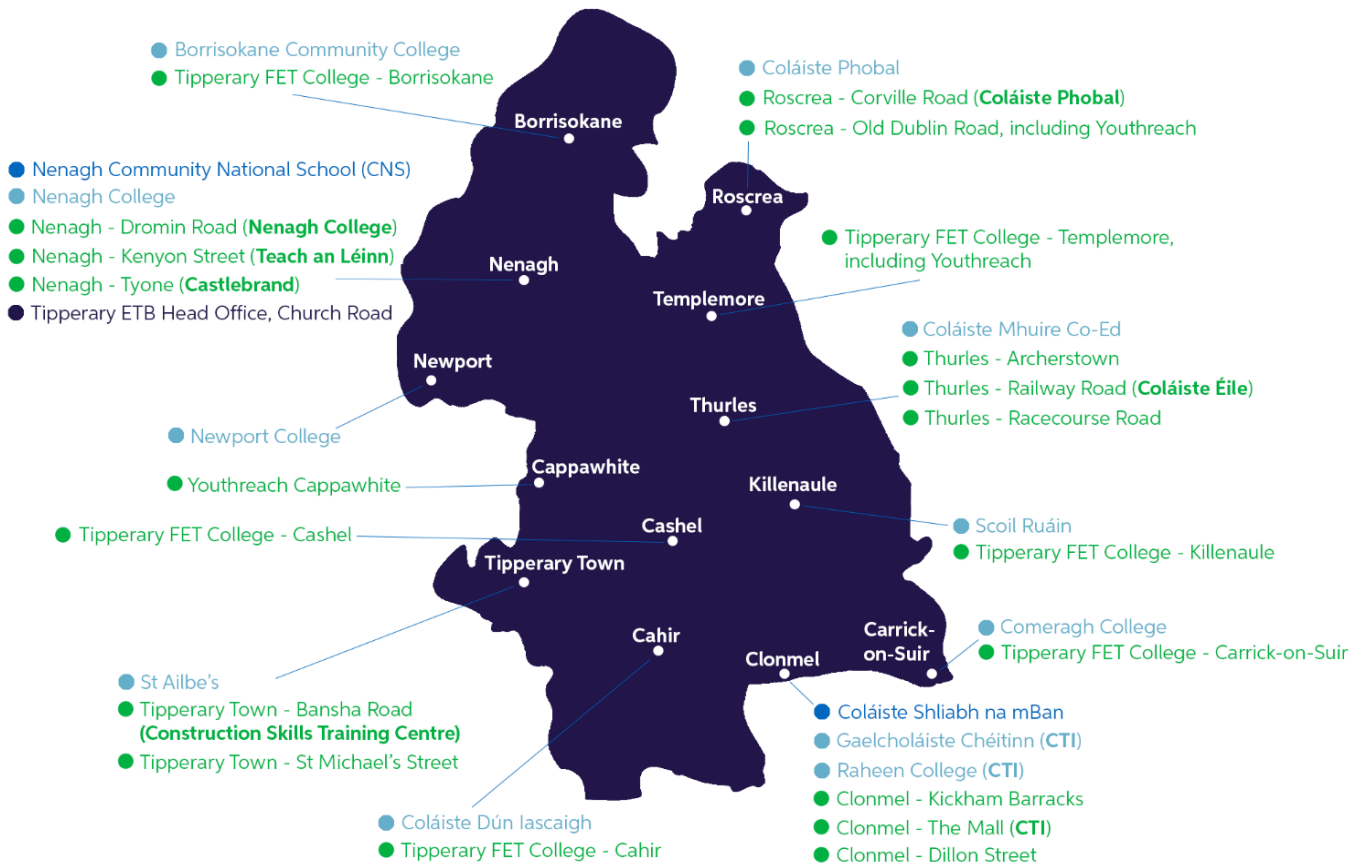 Borrisokane Community College
Tipperary FET College - Borrisokane
Coláiste Phobal
Roscrea - Corville Road (Coláiste Phobal)
Roscrea - Old Dublin Road, including Youthreach
Borrisokane
Nenagh Community National School (CNS)
Nenagh College
Nenagh - Dromin Road (Nenagh College)
Nenagh - Kenyon Street (Teach an Léinn)
Nenagh - Tyone (Castlebrand)
Tipperary ETB Head Office, Church Road
Roscrea
Tipperary FET College - Templemore,
including Youthreach
Nenagh
Templemore
Coláiste Mhuire Co-Ed
Thurles - Archerstown
Thurles - Railway Road (Coláiste Éile)
Thurles - Racecourse Road
Newport
Thurles
Newport College
Cappawhite
Youthreach Cappawhite
Killenaule
Cashel
Tipperary FET College - Cashel
Scoil Ruáin
Tipperary FET College - Killenaule
Tipperary Town
Cahir
Clonmel
Carrick-
on-Suir
Comeragh College
Tipperary FET College - Carrick-on-Suir
St Ailbe's
Tipperary Town - Bansha Road
(Construction Skills Training Centre)
Tipperary Town - St Michael's Street
Coláiste Shliabh na mBan
Gaelcholáiste Chéitinn (CTI)
Raheen College (CTI)
Clonmel - Kickham Barracks
Clonmel - The Mall (CTI)
Clonmel - Dillon Street
Coláiste Dún Iascaigh
Tipperary FET College - Cahir